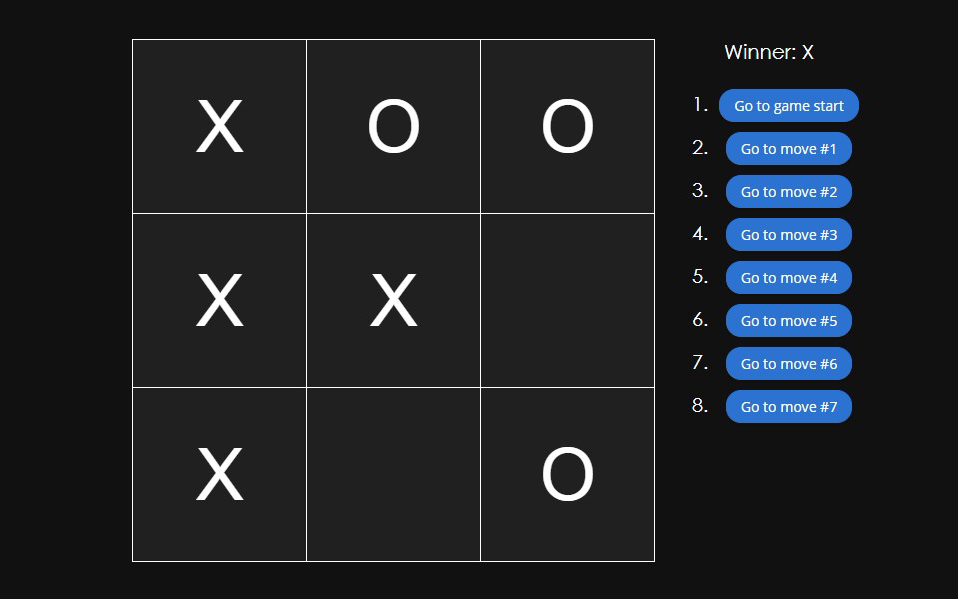 X O O
X X
X O
Winner: X
1. Go to game start
2. Go to move #1
3. Go to move #2
4. Go to move #3
5. Go to move #4
6. Go to move #5
7. Go to move #6
8. Go to move #7